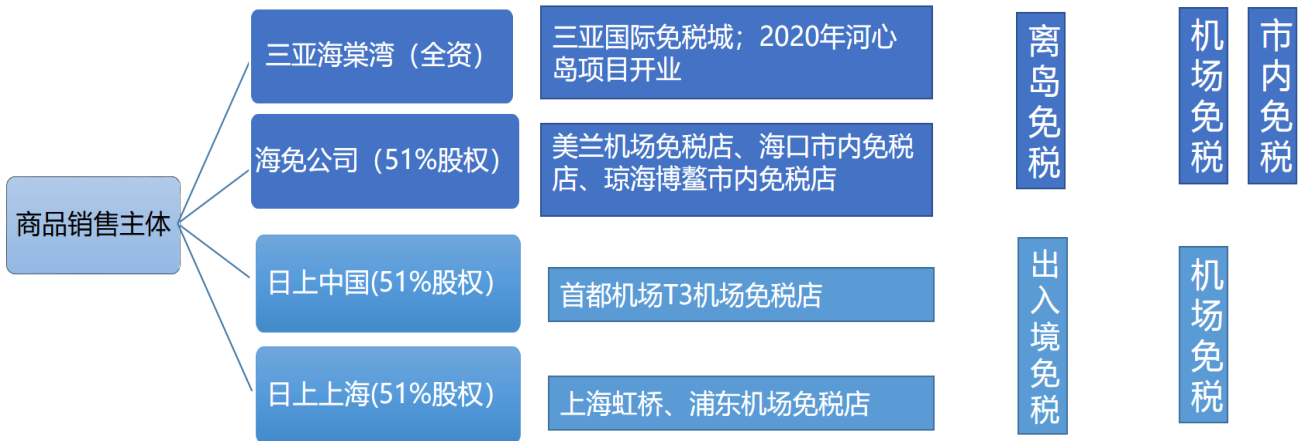 商品销售主体
三亚海棠湾（全资）
三亚国际免税城；2020年河心
岛项目开业
海免公司（51%股权）
美兰机场免税店、海口市内免税
店、琼海博鳌市内免税店
离岛免税
机场免税
市内免税
日上中国(51%股权）
首都机场T3机场免税店
日上上海(51%股权）
上海虹桥、浦东机场免税店
出入境免税
机场免税